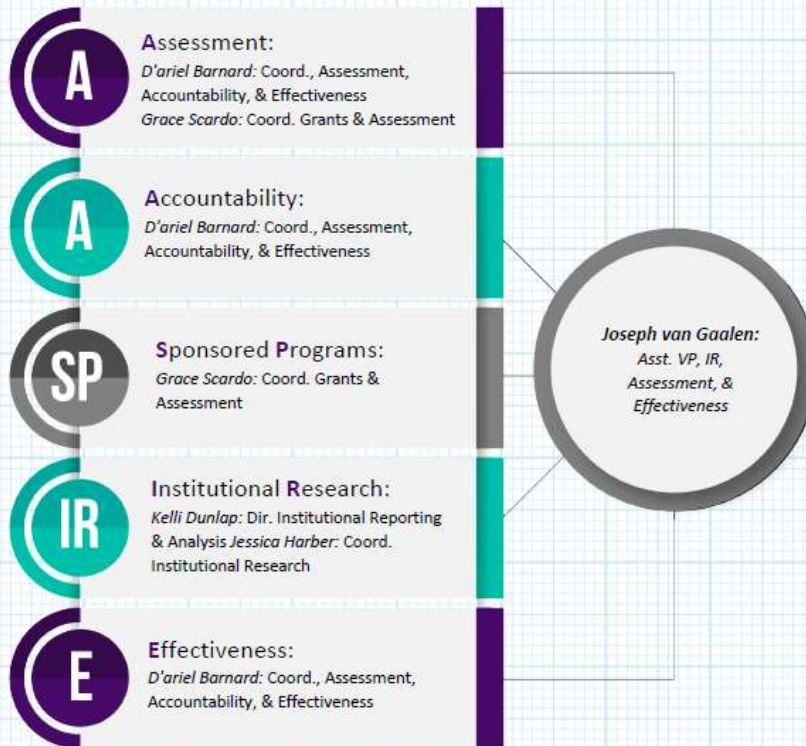 A
Assessment:
D'ariel Barnard: Coord., Assessment,
Accountability, & Effectiveness
Grace Scardo: Coord. Grants & Assessment
A
Accountability:
D'ariel Barnard: Coord., Assessment,
Accountability, & Effectiveness
SP
Sponsored Programs:
Grace Scardo: Coord. Grants &
Assessment
IR
Institutional Research:
Kelli Dunlap: Dir. Institutional Reporting
& Analysis Jessica Harber: Coord.
Institutional Research
E
Effectiveness:
D'ariel Barnard: Coord., Assessment,
Accountability, & Effectiveness
Joseph van Gaalen:
Asst. VP, IR,
Assessment, &
Effectiveness